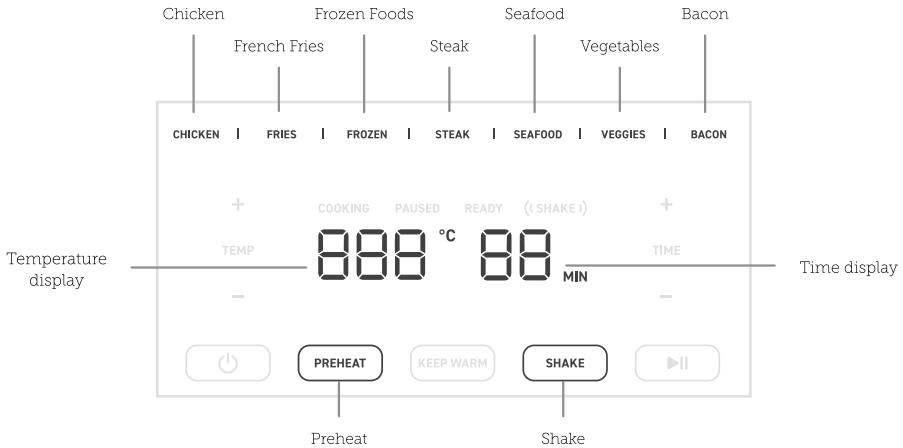 Chicken Frozen Foods Seafood Bacon
French Fries Steak Vegetables
CHICKEN | FRIES | FROZEN | STEAK | SEAFOOD | VEGGIES | BACON
+ COOKING PAUSED READY ((SHAKE)) +
TEMP 888 °C 88 MIN TIME
Temperature
display
Time display
− −
PREHEAT KEEP WARM SHAKE
Preheat Shake